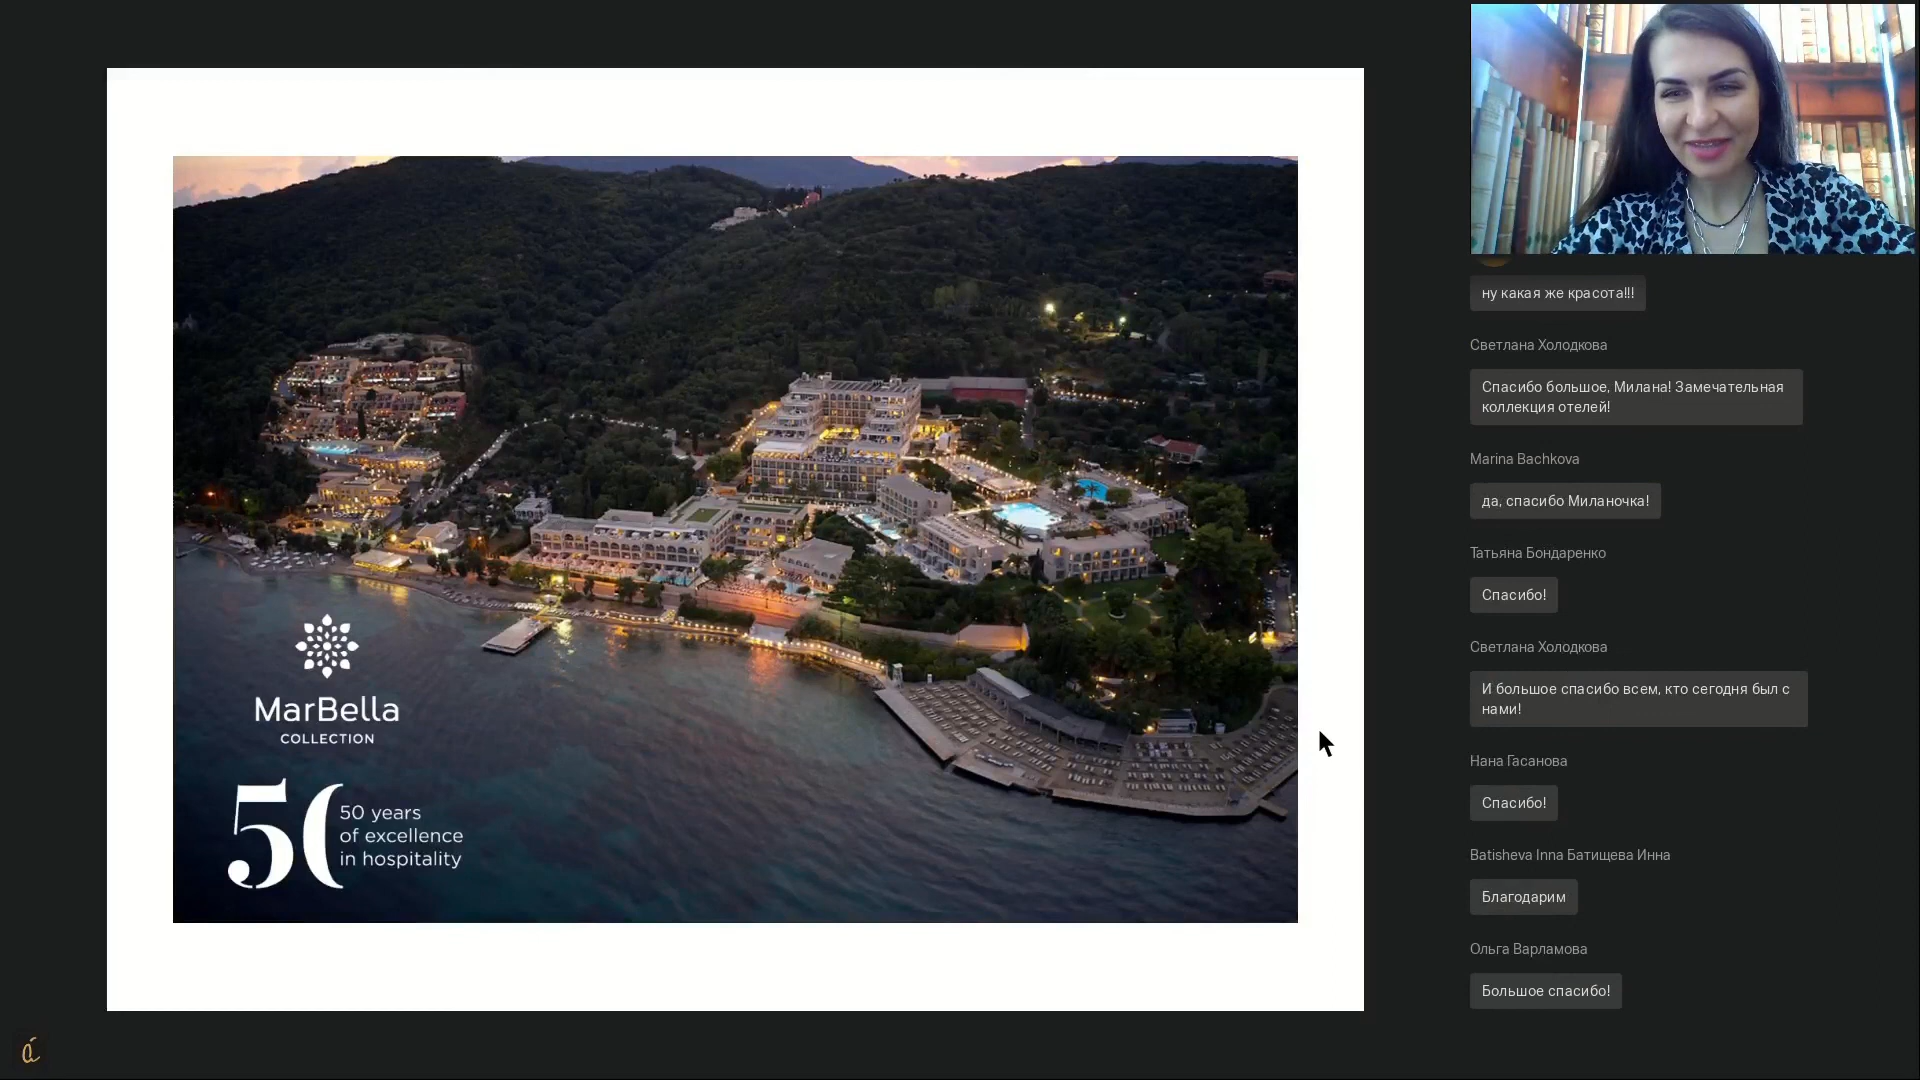 MarBella
COLLECTION
50
50 years
of excellence
in hospitality
ну какая же красота!!!
Светлана Холодкова
Спасибо большое, Милана! Замечательная
коллекция отелей!
Marina Bachkova
да, спасибо Миланочка!
Татьяна Бондаренко
Спасибо!
Светлана Холодкова
И большое спасибо всем, кто сегодня был с
нами!
Нана Гасанова
Спасибо!
Batisheva Inna Батищева Инна
Благодарим
Ольга Варламова
Большое спасибо!
á